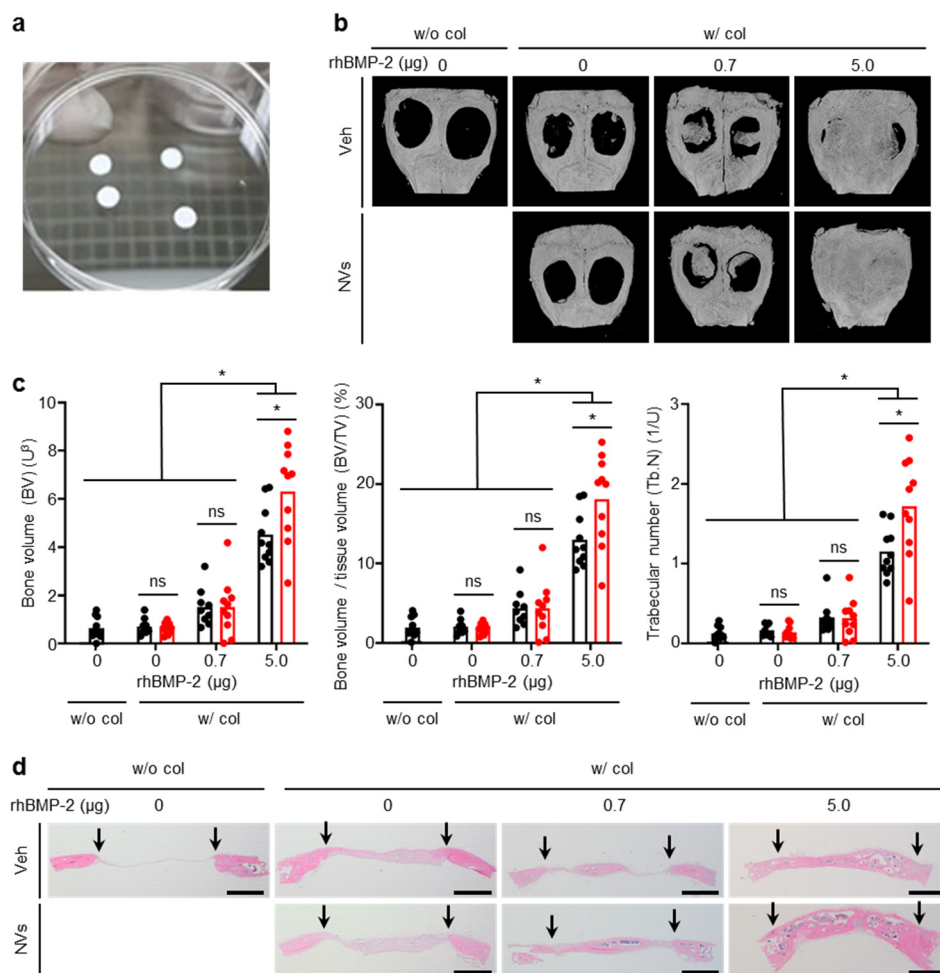 a
b
w/o col
w/ col
rhBMP-2 (µg)
0
0
0.7
5.0
Veh
NVs
c
Bone volume (BV) (U³)
10
8
6
4
2
0
*
*
ns
ns
0
0
0.7
5.0
rhBMP-2 (µg)
w/o col
w/ col
Bone volume / tissue volume (BV/TV) (%)
30
20
10
0
*
*
ns
ns
0
0
0.7
5.0
rhBMP-2 (µg)
w/o col
w/ col
Trabecular number (Tb.N) (1/U)
3
2
1
0
*
*
ns
ns
0
0
0.7
5.0
rhBMP-2 (µg)
w/o col
w/ col
d
w/o col
w/ col
rhBMP-2 (µg)
0
0
0.7
5.0
Veh
NVs